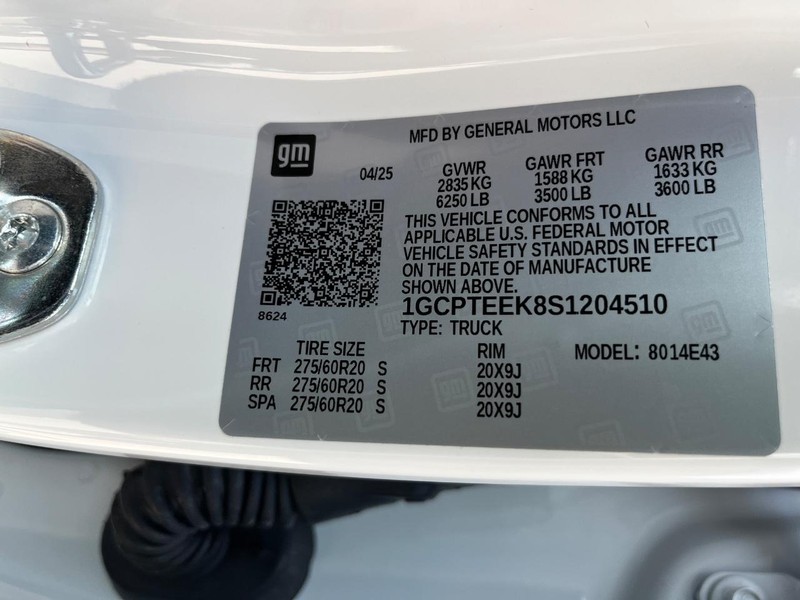 gm
MFD BY GENERAL MOTORS LLC
04/25
GVWR GAWR FRT GAWR RR
2835 KG 1588 KG 1633 KG
6250 LB 3500 LB 3600 LB
THIS VEHICLE CONFORMS TO ALL
APPLICABLE U.S. FEDERAL MOTOR
VEHICLE SAFETY STANDARDS IN EFFECT
ON THE DATE OF MANUFACTURE
SHOWN ABOVE.
8624
1GCPTEEK8S1204510
TYPE: TRUCK
TIRE SIZE RIM MODEL: 8014E43
FRT 275/60R20 S 20X9J
RR 275/60R20 S 20X9J
SPA 275/60R20 S 20X9J